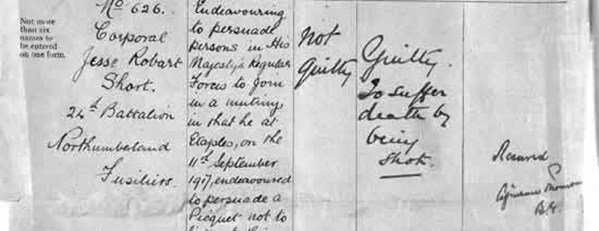 Not more
than six
names to
be entered
on one form.
No 626.
Corporal
Jesse Robart
Short.
24th Battalion
Northumberland
Fusiliers.
Endeavouring
to persuade
persons in His
Majesty's Regular
Forces to join
in a mutiny,
in that he at
Etaples, on the
11th September
1917, endeavoured
to persuade a
Picquet not to
Not
Guilty
Guilty.
To suffer
death by
being
shot.
Reserved
B.G.